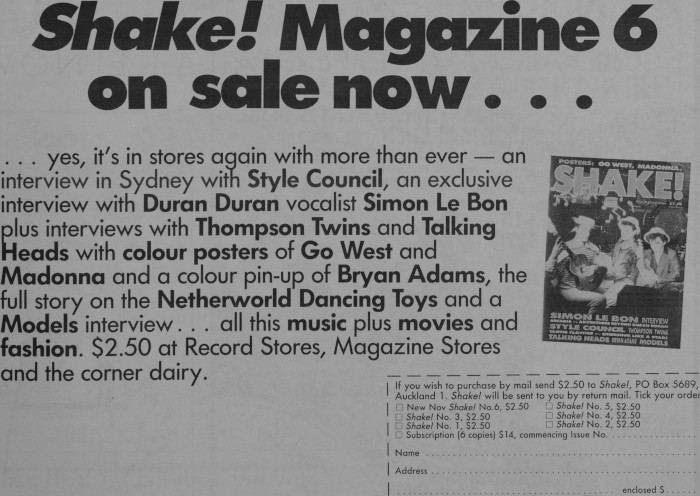 Shake! Magazine 6
on sale now . . .
. . . yes, it's in stores again with more than ever — an
interview in Sydney with Style Council, an exclusive
interview with Duran Duran vocalist Simon Le Bon
plus interviews with Thompson Twins and Talking
Heads with colour posters of Go West and
Madonna and a colour pin-up of Bryan Adams, the
full story on the Netherworld Dancing Toys and a
Models interview . . . all this music plus movies and
fashion. $2.50 at Record Stores, Magazine Stores
and the corner dairy.
POSTERS: GO WEST, MADONNA.
SHAKE!
SIMON LE BON INTERVIEW
STYLE COUNCIL THOMPSON TWINS
TALKING HEADS MODELS
If you wish to purchase by mail send $2.50 to Shake!, PO Box 5689,
Auckland 1. Shake! will be sent to you by return mail. Tick your order
New Nov Shake! No.6, $2.50
Shake! No. 5, $2.50
Shake! No. 3, $2.50
Shake! No. 4, $2.50
Shake! No. 1, $2.50
Shake! No. 2, $2.50
Subscription (6 copies) $14, commencing Issue No.
Name
Address
enclosed $